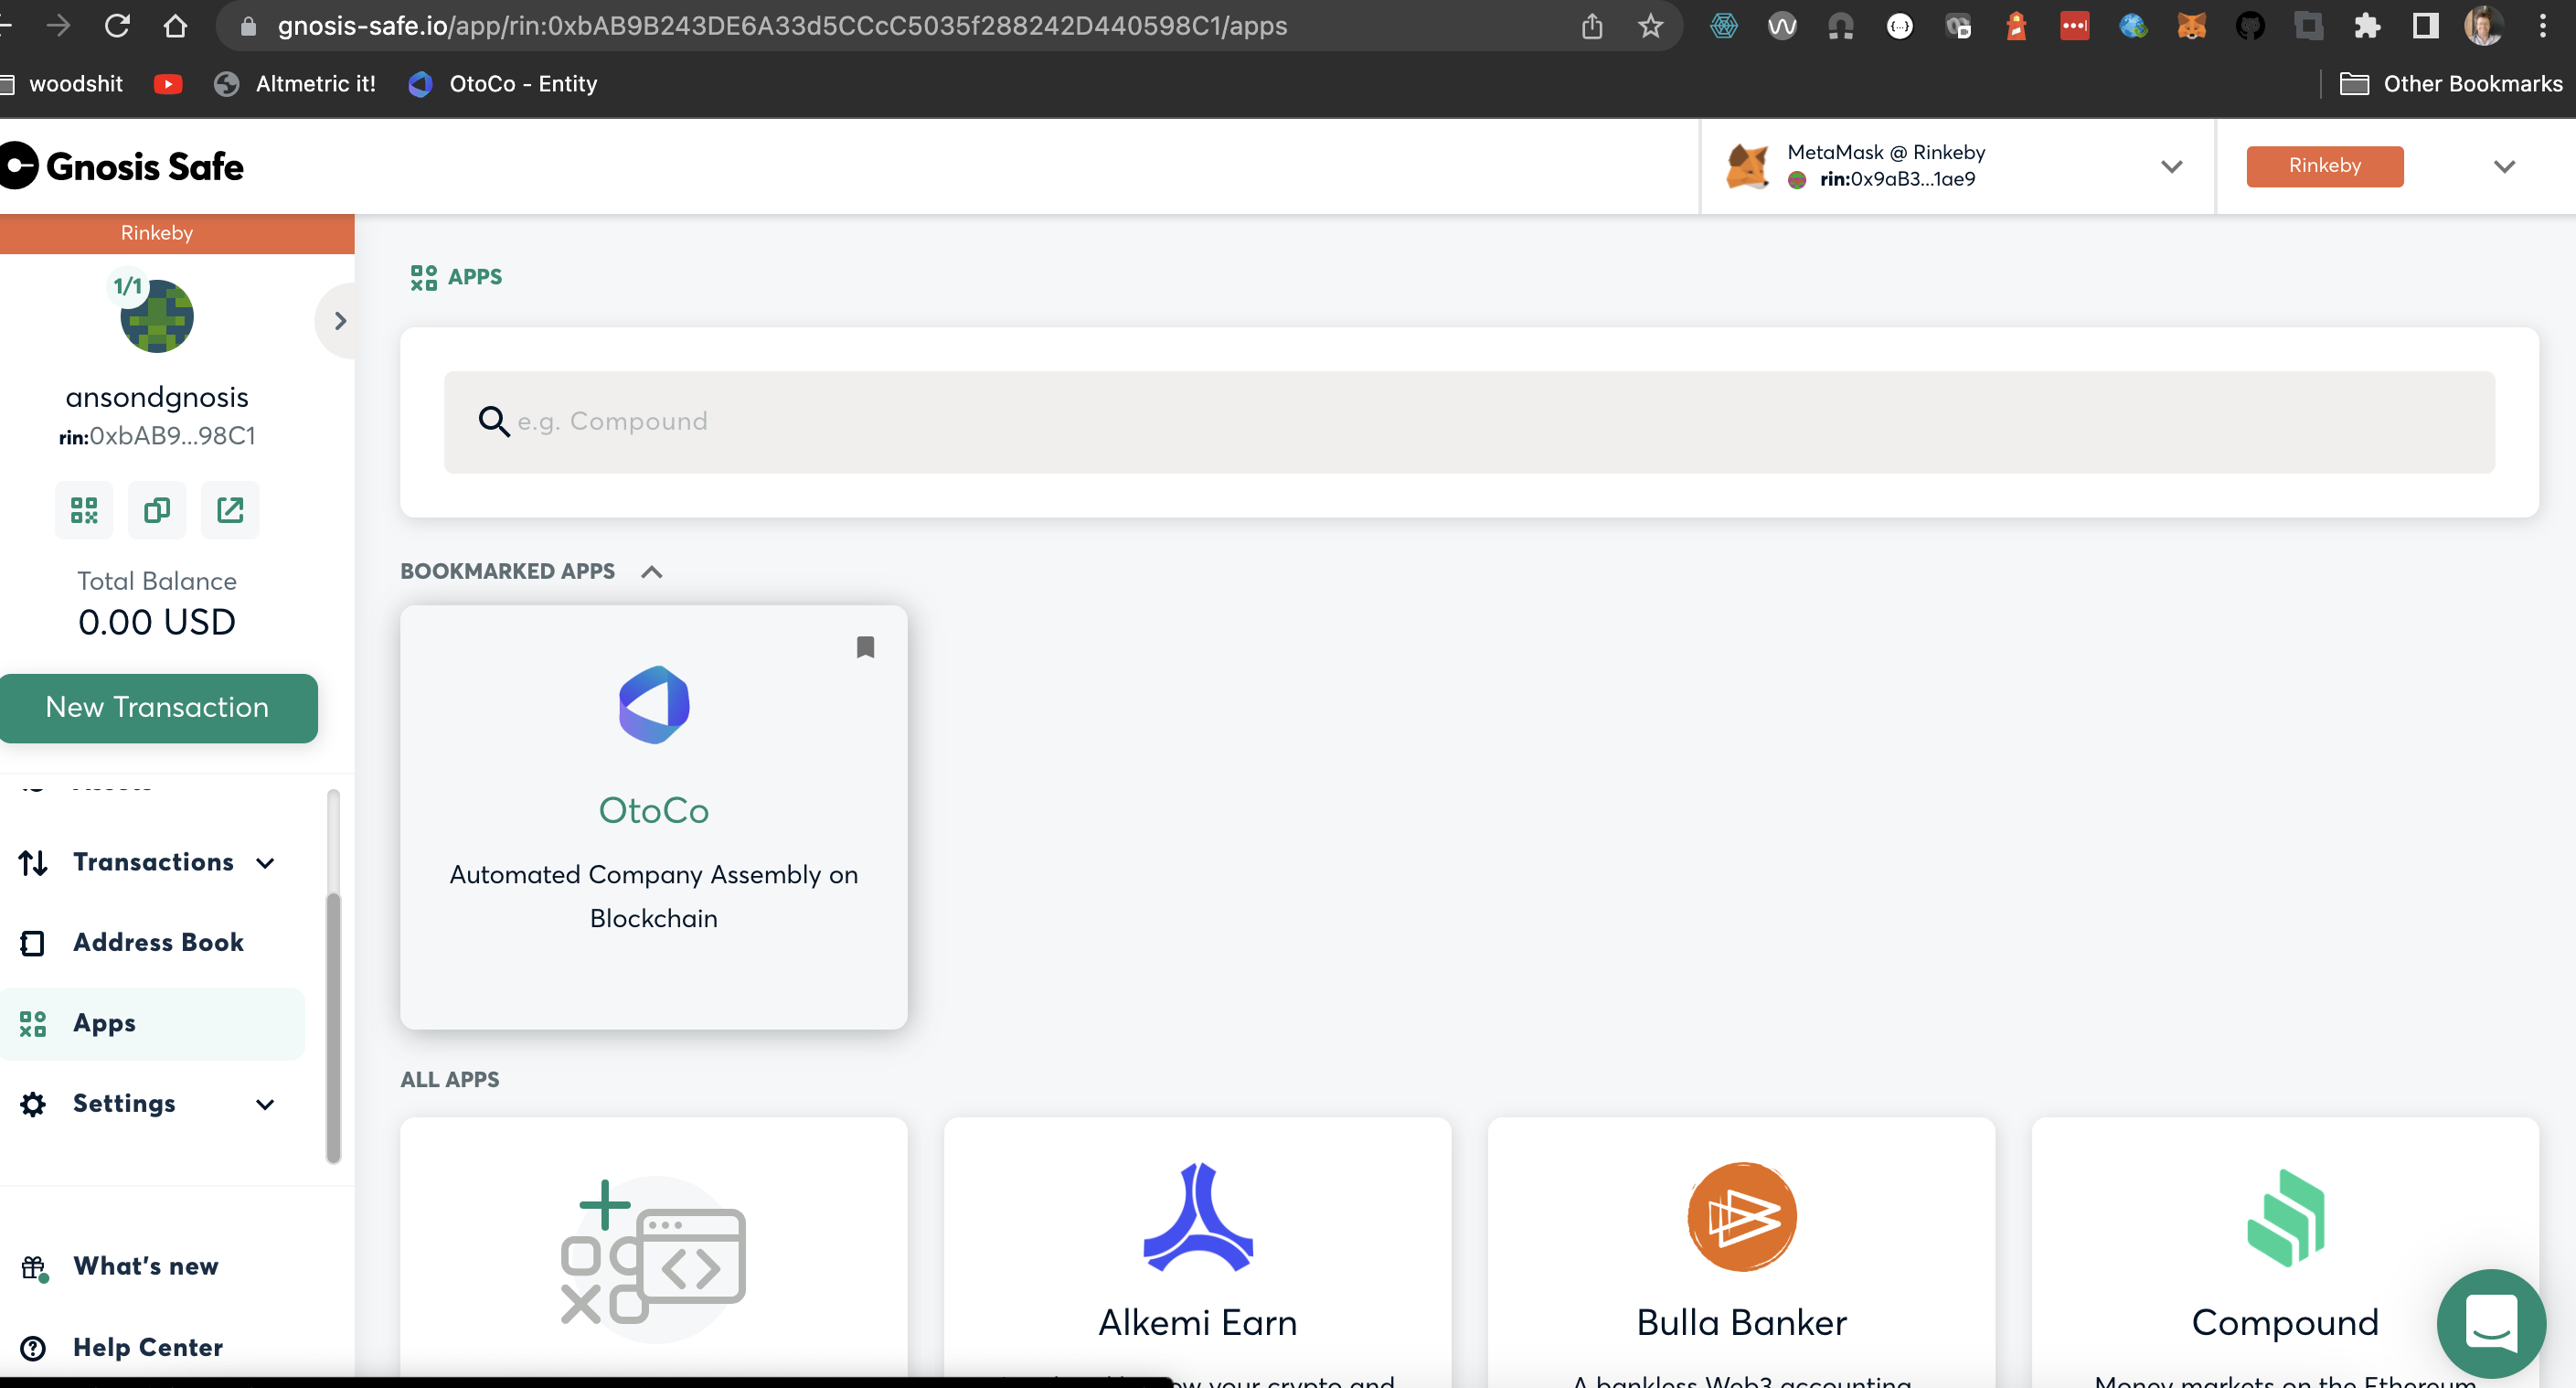 gnosis-safe.io/app/rin:0xbAB9B243DE6A33d5CCcC5035f288242D440598C1/apps
woodshit
Altmetric it!
OtoCo - Entity
Other Bookmarks
Gnosis Safe
MetaMask @ Rinkeby
rin:0x9aB3...1ae9
Rinkeby
Rinkeby
1/1
ansondgnosis
rin:0xbAB9...98C1
Total Balance
0.00 USD
New Transaction
Assets
Transactions
Address Book
Apps
Settings
What's new
Help Center
APPS
e.g. Compound
BOOKMARKED APPS
OtoCo
Automated Company Assembly on
Blockchain
ALL APPS
Alkemi Earn
Bulla Banker
A bankless Web3 accounting
Compound
Money markets on the Ethereum
your crypto and